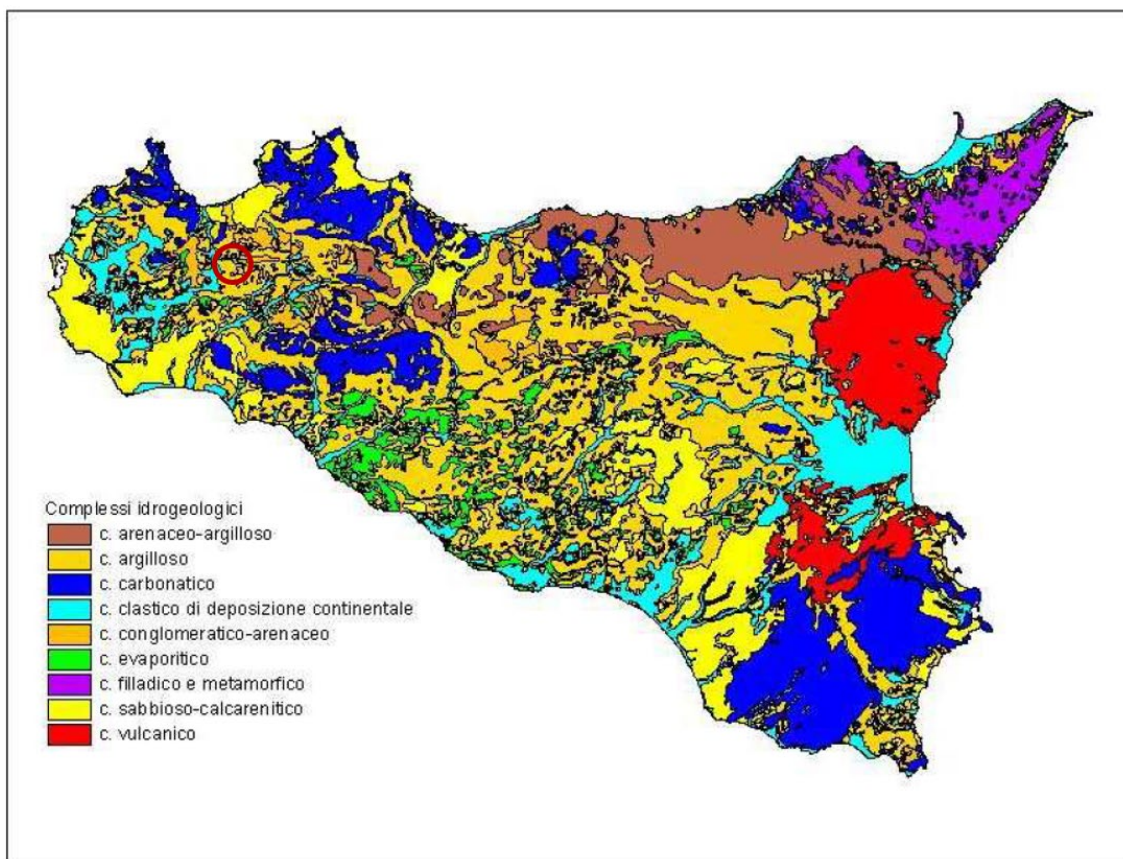 Complessi idrogeologici
c. arenaceo-argilloso
c. argilloso
c. carbonatico
c. clastico di deposizione continentale
c. conglomeratico-arenaceo
c. evaporitico
c. filladico e metamorfico
c. sabbioso-calcarenitico
c. vulcanico